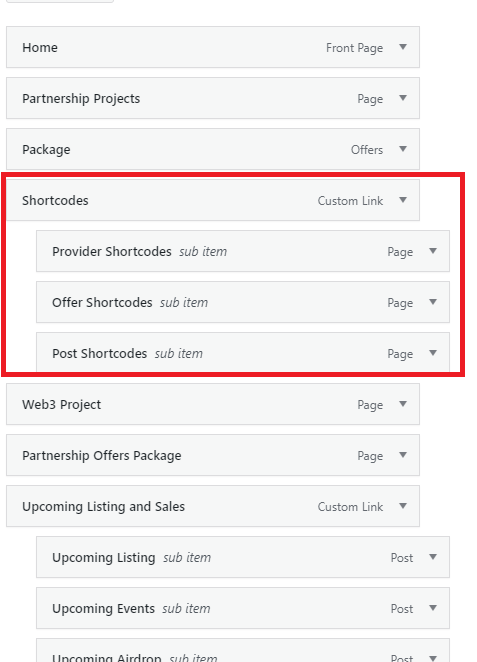 Home Front Page
Partnership Projects Page
Package Offers
Shortcodes Custom Link
Provider Shortcodes sub item Page
Offer Shortcodes sub item Page
Post Shortcodes sub item Page
Web3 Project Page
Partnership Offers Package Page
Upcoming Listing and Sales Custom Link
Upcoming Listing sub item Post
Upcoming Events sub item Post
Upcoming Airdrop sub item Post